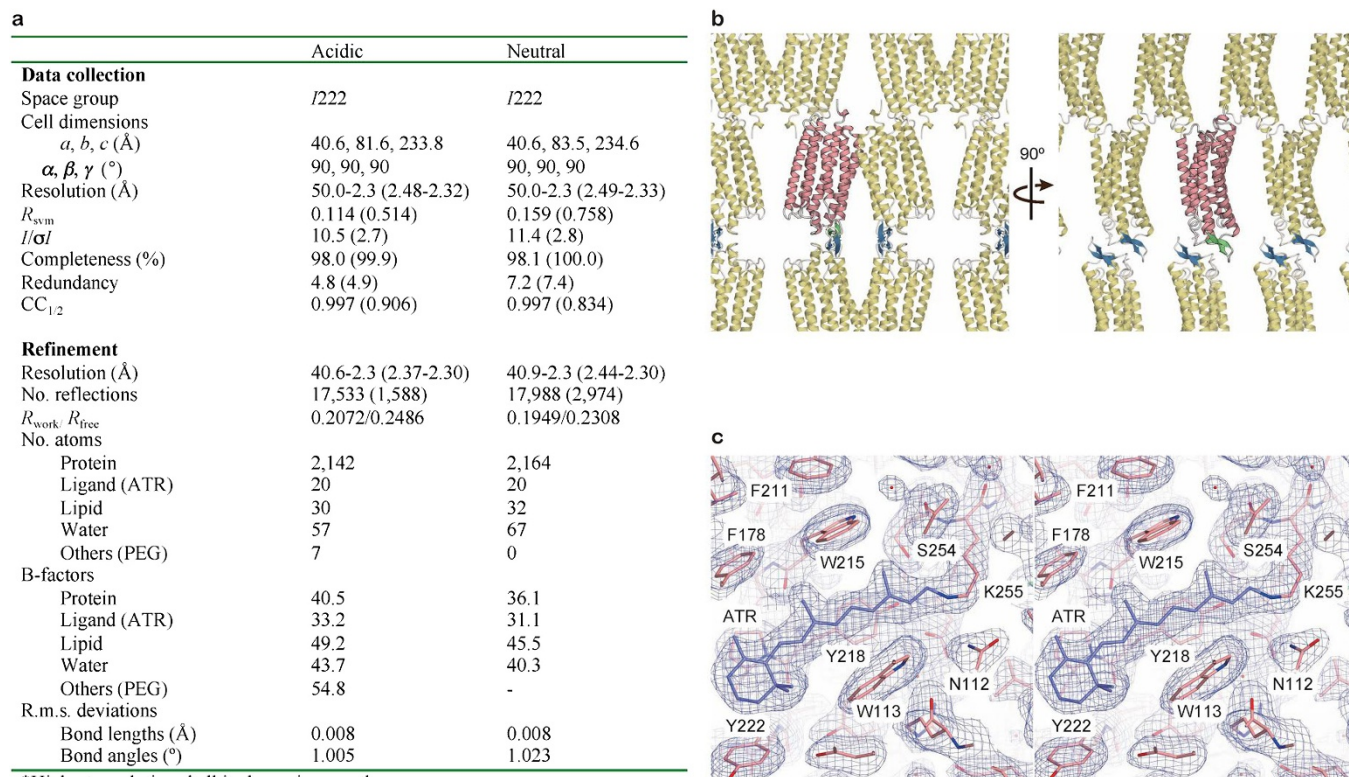 a
Acidic Neutral
Data collection
Space group I222 I222
Cell dimensions
a, b, c (Å) 40.6, 81.6, 233.8 40.6, 83.5, 234.6
α, β, γ (°) 90, 90, 90 90, 90, 90
Resolution (Å) 50.0-2.3 (2.48-2.32) 50.0-2.3 (2.49-2.33)
Rsym 0.114 (0.514) 0.159 (0.758)
I/σI 10.5 (2.7) 11.4 (2.8)
Completeness (%) 98.0 (99.9) 98.1 (100.0)
Redundancy 4.8 (4.9) 7.2 (7.4)
CC1/2 0.997 (0.906) 0.997 (0.834)
Refinement
Resolution (Å) 40.6-2.3 (2.37-2.30) 40.9-2.3 (2.44-2.30)
No. reflections 17,533 (1,588) 17,988 (2,974)
Rwork/ Rfree 0.2072/0.2486 0.1949/0.2308
No. atoms
Protein 2,142 2,164
Ligand (ATR) 20 20
Lipid 30 32
Water 57 67
Others (PEG) 7 0
B-factors
Protein 40.5 36.1
Ligand (ATR) 33.2 31.1
Lipid 49.2 45.5
Water 43.7 40.3
Others (PEG) 54.8 -
R.m.s. deviations
Bond lengths (Å) 0.008 0.008
Bond angles (º) 1.005 1.023
b
90º
c
F211 F211
F178 F178
W215 S254 W215 S254
K255 K255
ATR ATR
Y218 Y218
N112 N112
W113 W113
Y222 Y222